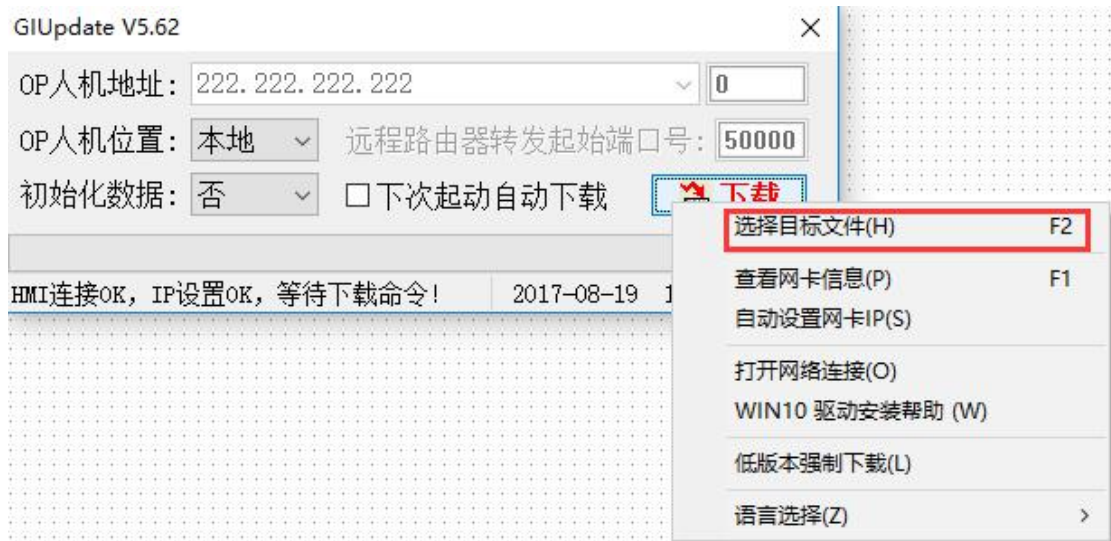 GIUpdate V5.62
OP人机地址: 222.222.222.222 0
OP人机位置: 本地 远程路由器转发起始端口号: 50000
初始化数据: 否 下次起动自动下载 下载
HMI连接OK, IP设置OK, 等待下载命令! 2017-08-19 1
选择目标文件(H) F2
查看网卡信息(P) F1
自动设置网卡IP(S)
打开网络连接(O)
WIN10 驱动安装帮助 (W)
低版本强制下载(L)
语言选择(Z)